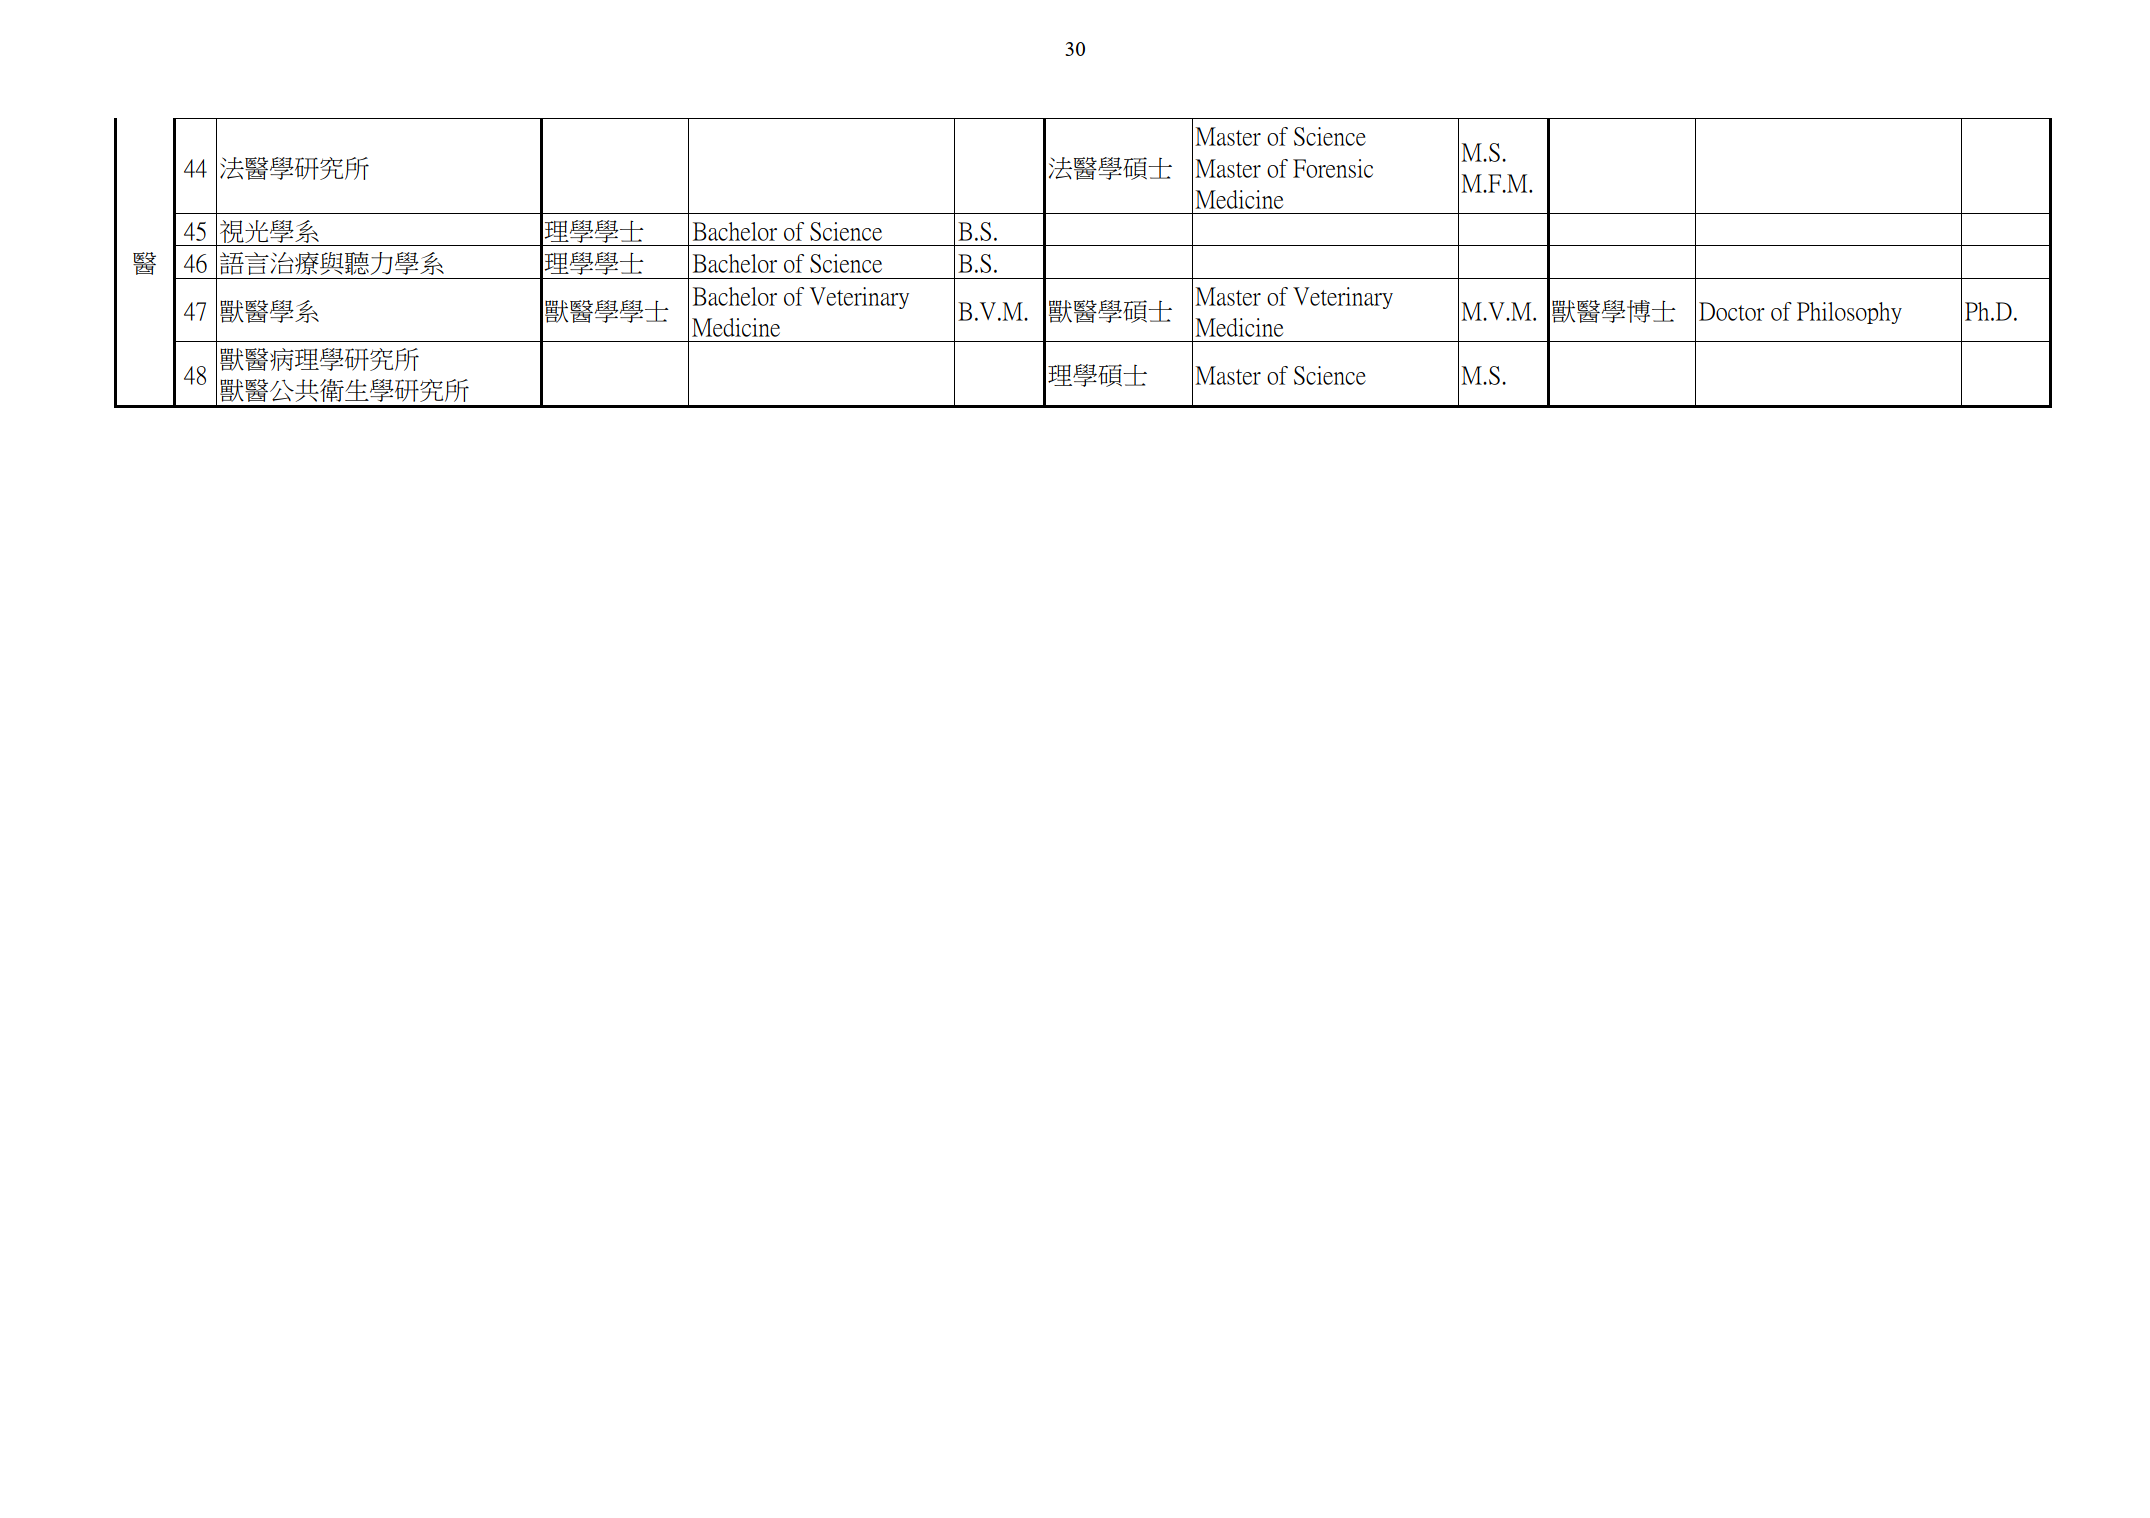 30
醫
44 法醫學研究所 法醫學碩士 Master of Science M.S.
Master of Forensic M.F.M.
Medicine
45 視光學系 理學學士 Bachelor of Science B.S.
46 語言治療與聽力學系 理學學士 Bachelor of Science B.S.
47 獸醫學系 獸醫學學士 Bachelor of Veterinary B.V.M. 獸醫學碩士 Master of Veterinary M.V.M. 獸醫學博士 Doctor of Philosophy Ph.D.
Medicine Medicine
48 獸醫病理學研究所 理學碩士 Master of Science M.S.
獸醫公共衛生學研究所